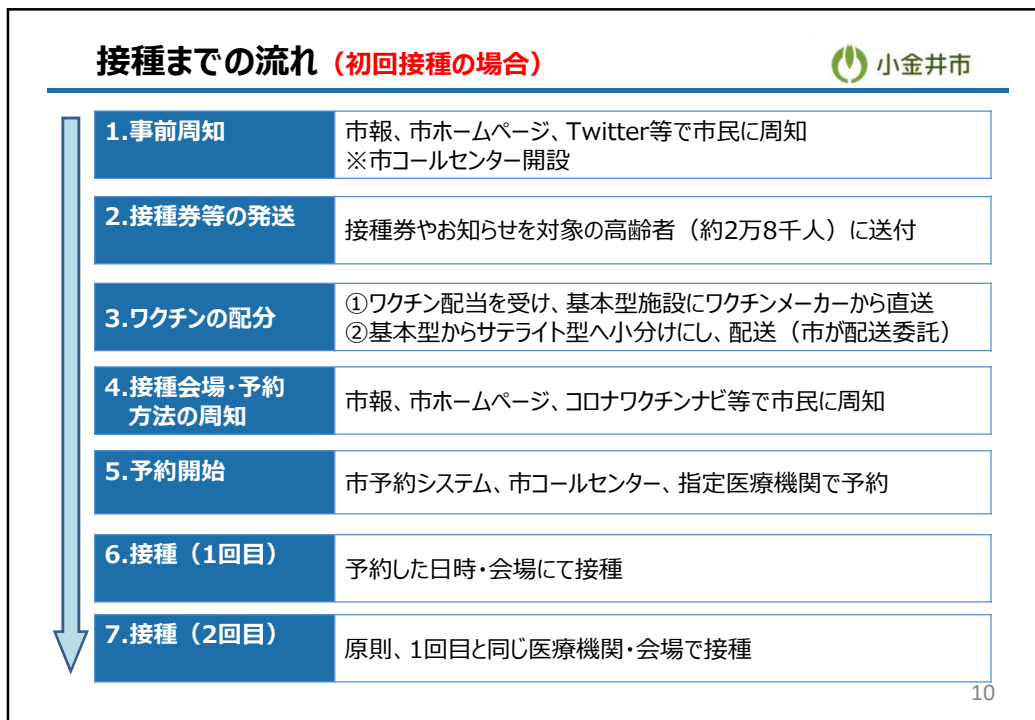 接種までの流れ（初回接種の場合）
小金井市
1.事前周知
市報、市ホームページ、Twitter等で市民に周知
※市コールセンター開設
2.接種券等の発送
接種券やお知らせを対象の高齢者（約2万8千人）に送付
3.ワクチンの配分
①ワクチン配当を受け、基本型施設にワクチンメーカーから直送
②基本型からサテライト型へ小分けにし、配送（市が配送委託）
4.接種会場・予約
方法の周知
市報、市ホームページ、コロナワクチンナビ等で市民に周知
5.予約開始
市予約システム、市コールセンター、指定医療機関で予約
6.接種（1回目）
予約した日時・会場にて接種
7.接種（2回目）
原則、1回目と同じ医療機関・会場で接種
10